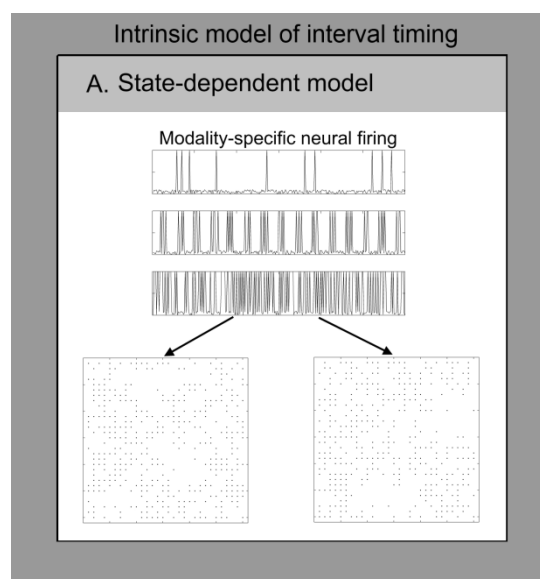 Intrinsic model of interval timing
A. State-dependent model
Modality-specific neural firing